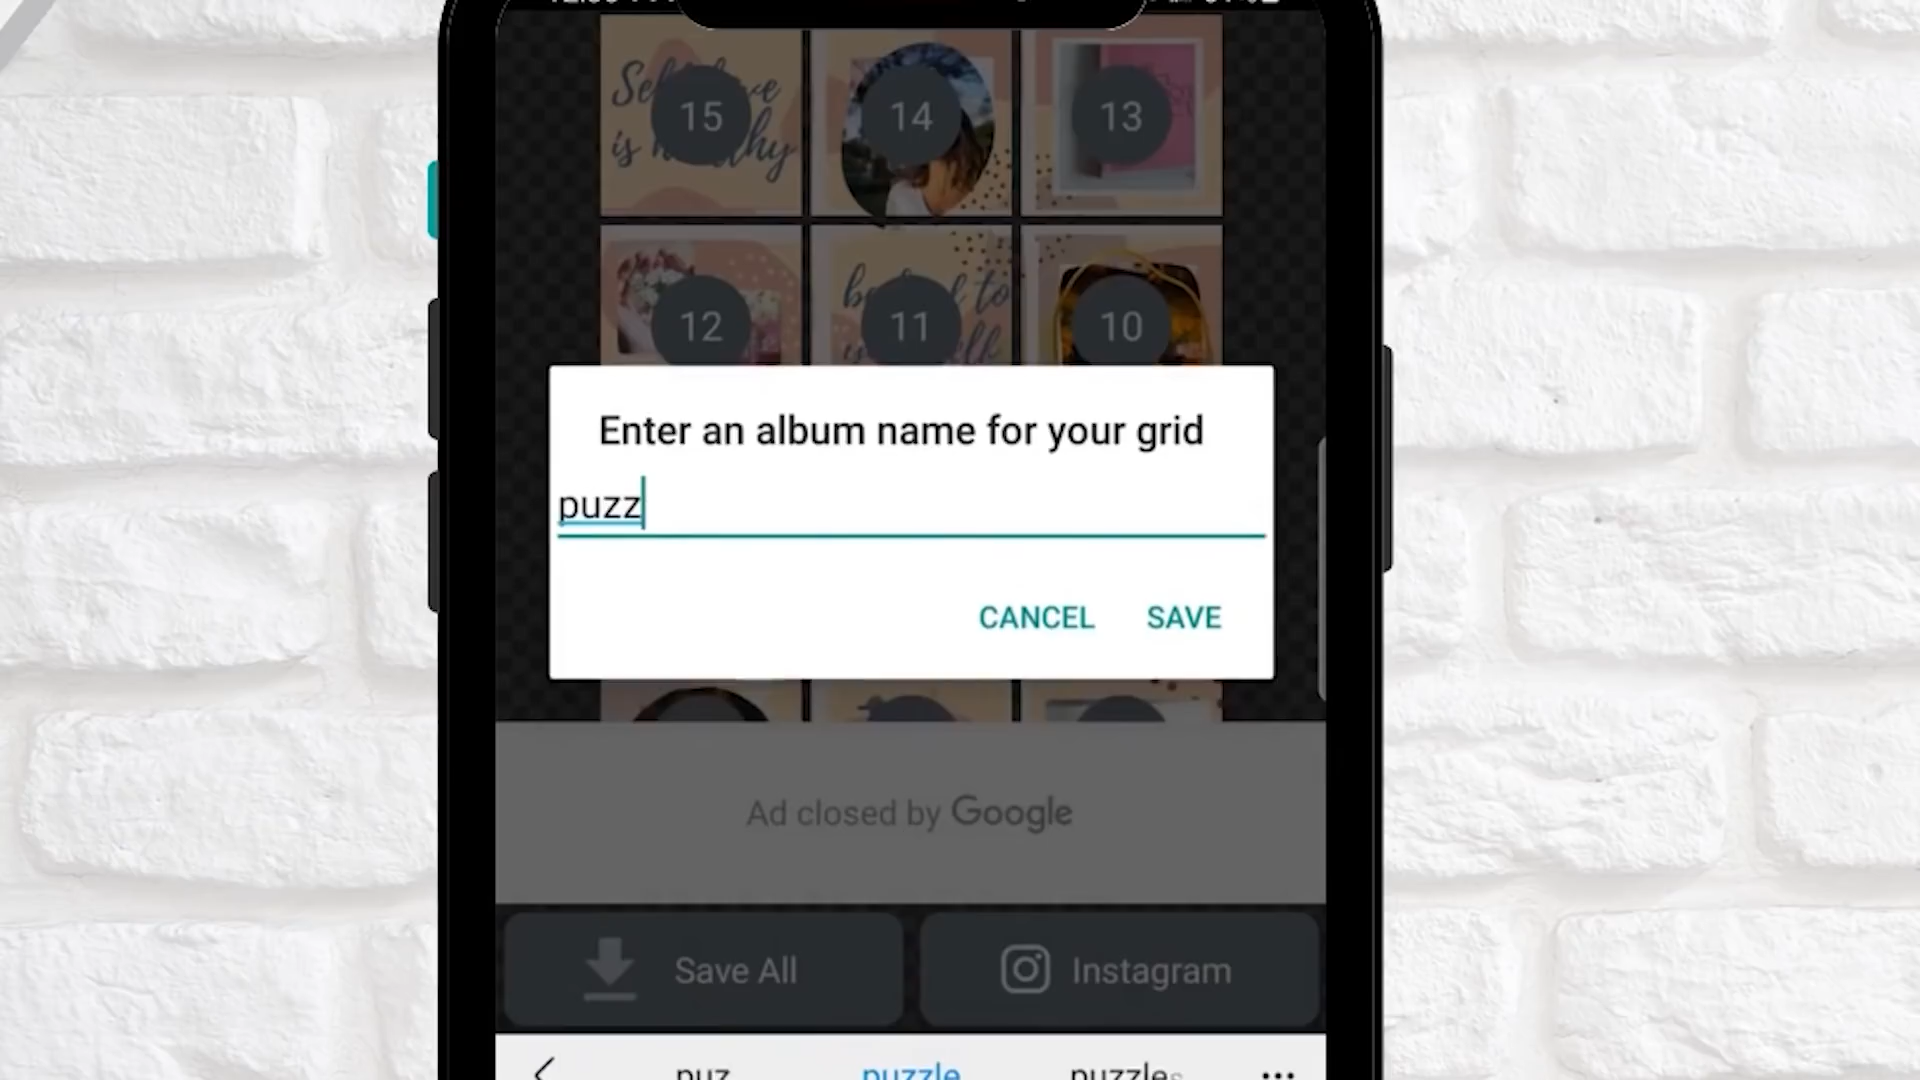 15
14
13
12
11
10
Enter an album name for your grid
puzz
CANCEL SAVE
Ad closed by Google
Save All
Instagram
puz puzzle puzzles